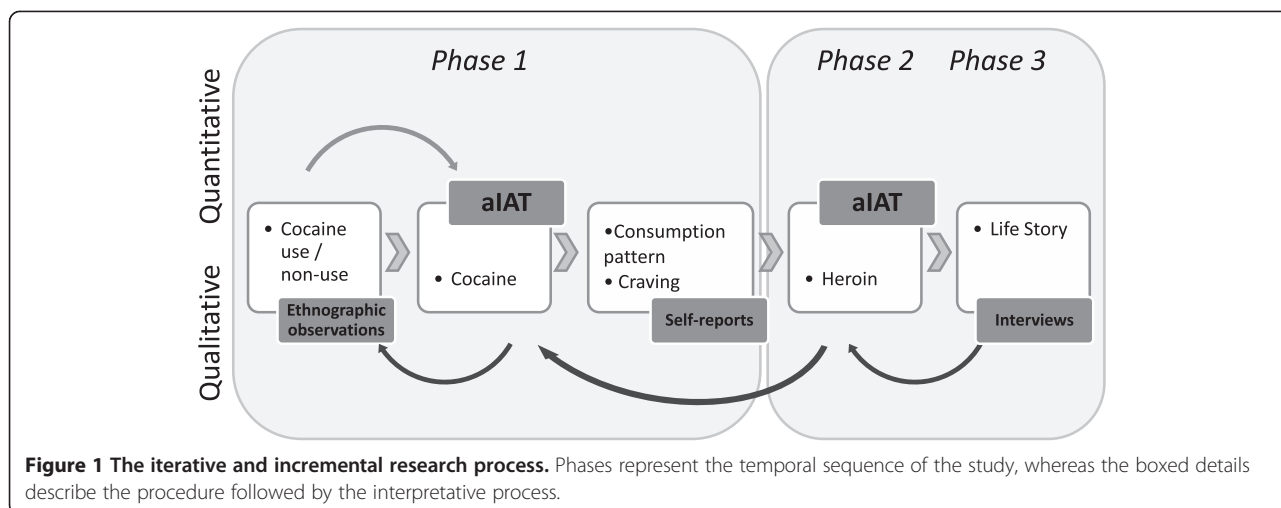 Phase 1
Phase 2 Phase 3
Quantitative
Qualitative
aIAT
aIAT
• Cocaine
use /
non-use
Ethnographic
observations
• Cocaine
•Consumption
pattern
• Craving
Self-reports
• Heroin
• Life Story
Interviews
Figure 1 The iterative and incremental research process. Phases represent the temporal sequence of the study, whereas the boxed details
describe the procedure followed by the interpretative process.